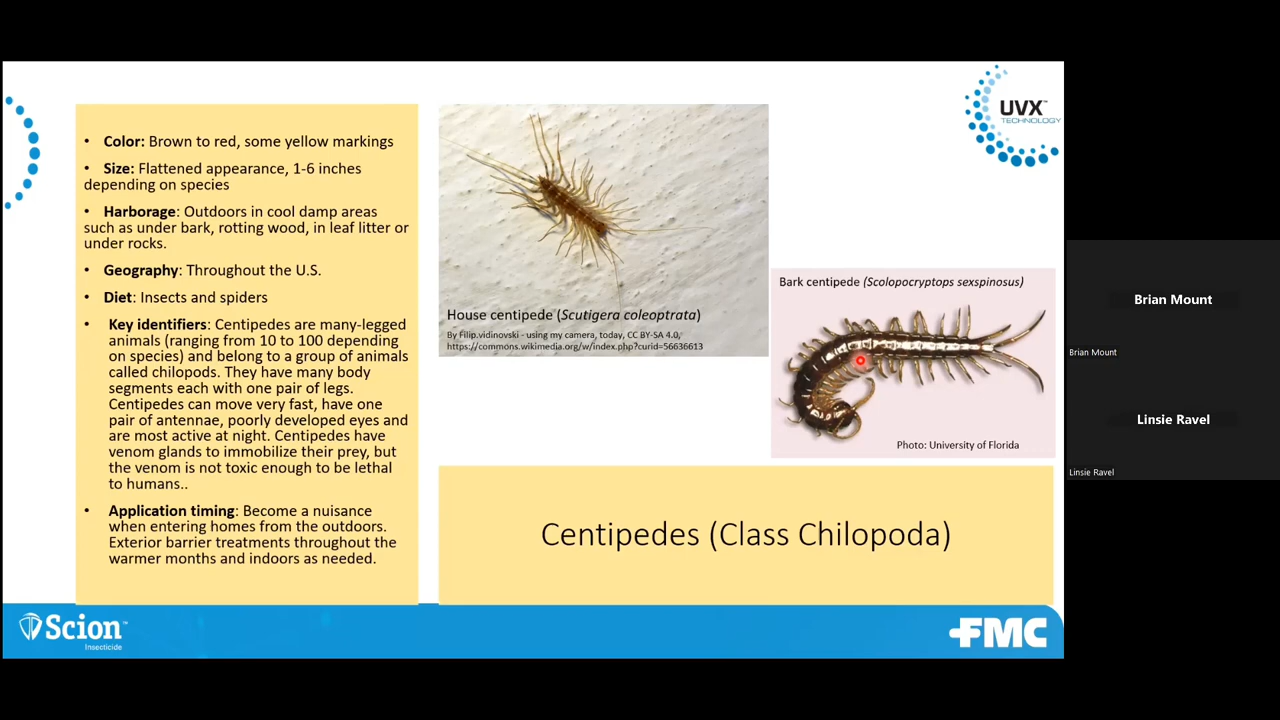 • Color: Brown to red, some yellow markings
• Size: Flattened appearance, 1-6 inches
depending on species
• Harborage: Outdoors in cool damp areas
such as under bark, rotting wood, in leaf litter or
under rocks.
• Geography: Throughout the U.S.
• Diet: Insects and spiders
• Key identifiers: Centipedes are many-legged
animals (ranging from 10 to 100 depending
on species) and belong to a group of animals
called chilopods. They have many body
segments each with one pair of legs.
Centipedes can move very fast, have one
pair of antennae, poorly developed eyes and
are most active at night. Centipedes have
venom glands to immobilize their prey, but
the venom is not toxic enough to be lethal
to humans..
• Application timing: Become a nuisance
when entering homes from the outdoors.
Exterior barrier treatments throughout the
warmer months and indoors as needed.
House centipede (Scutigera coleoptrata)
By Filip.vidinovski - using my camera, today, CC BY-SA 4.0,
https://commons.wikimedia.org/w/index.php?curid=56636613
UVX™
TECHNOLOGY
Bark centipede (Scolopocryptops sexspinosus)
Photo: University of Florida
Centipedes (Class Chilopoda)
Scion™
Insecticide
FMC
Brian Mount
Brian Mount
Linsie Ravel
Linsie Ravel